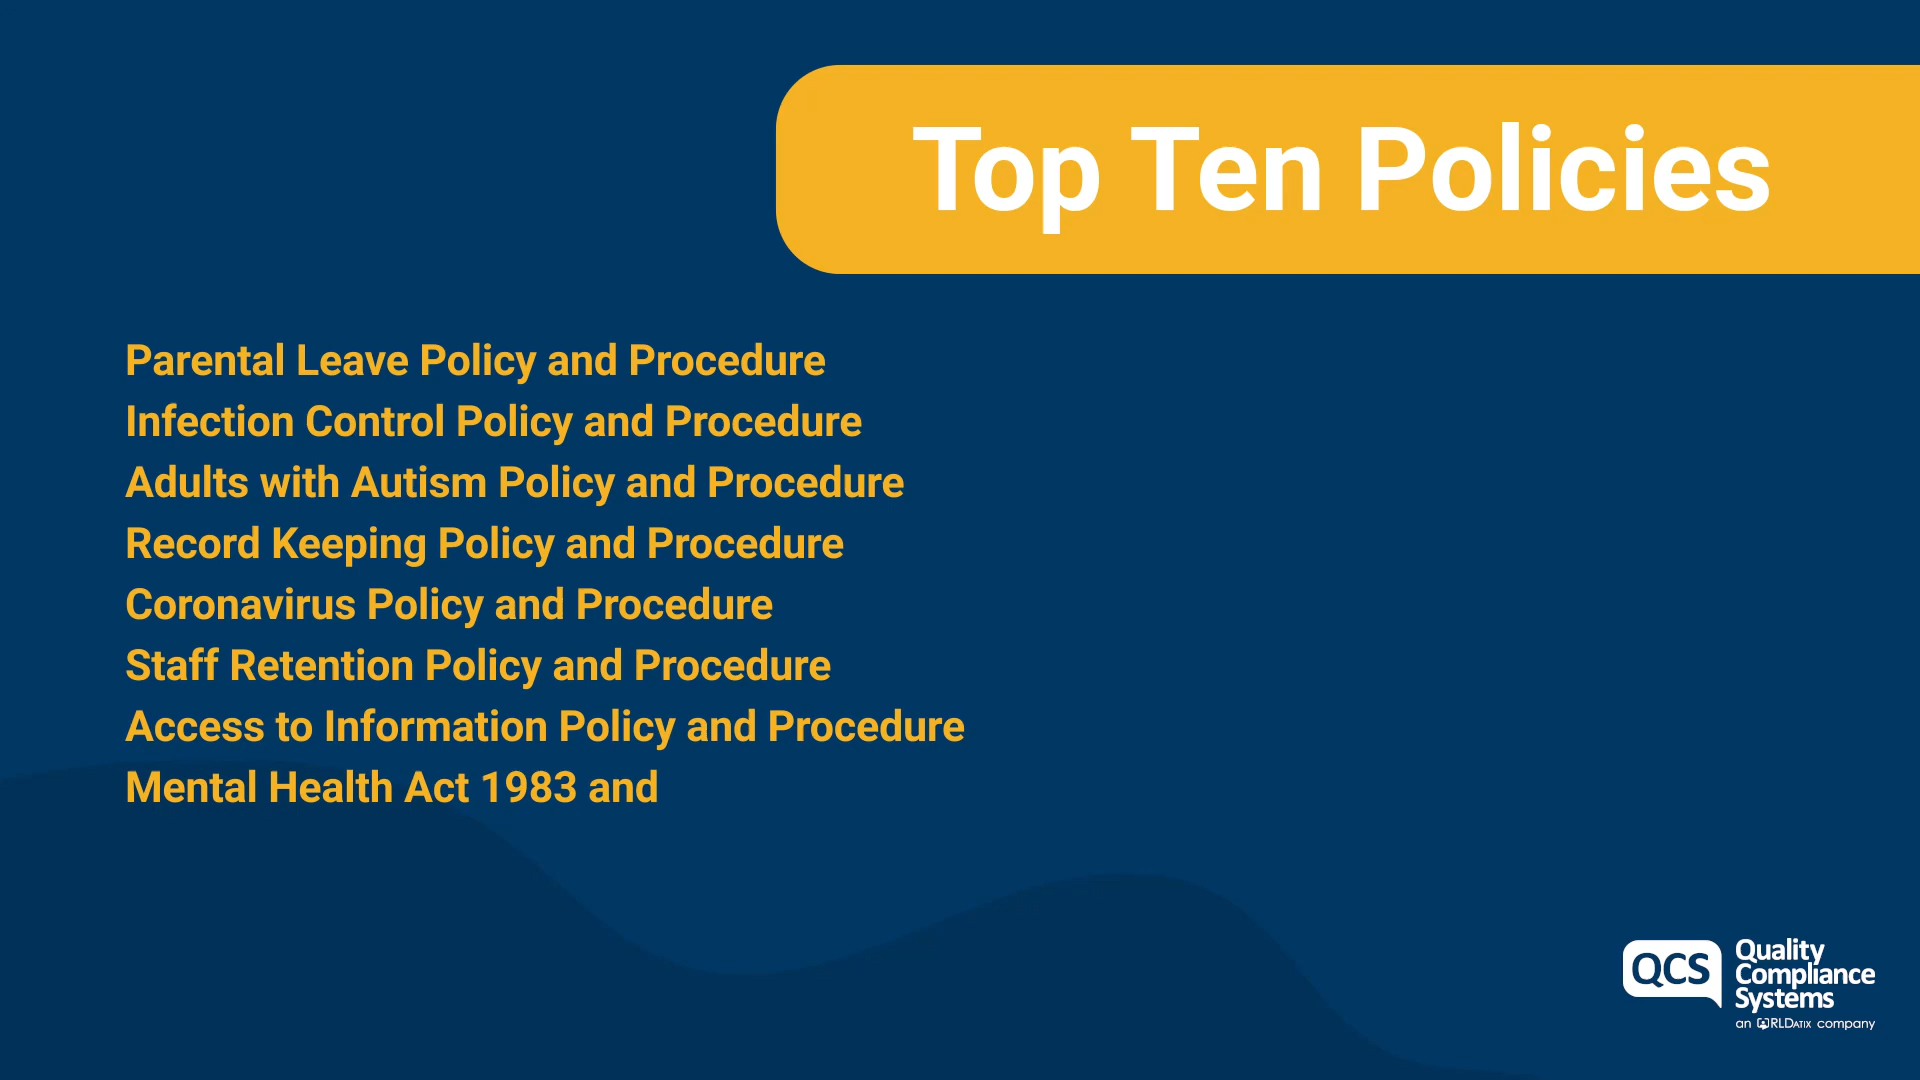 Top Ten Policies
Parental Leave Policy and Procedure
Infection Control Policy and Procedure
Adults with Autism Policy and Procedure
Record Keeping Policy and Procedure
Coronavirus Policy and Procedure
Staff Retention Policy and Procedure
Access to Information Policy and Procedure
Mental Health Act 1983 and
QCS
Quality
Compliance
Systems
an RLDATIX company